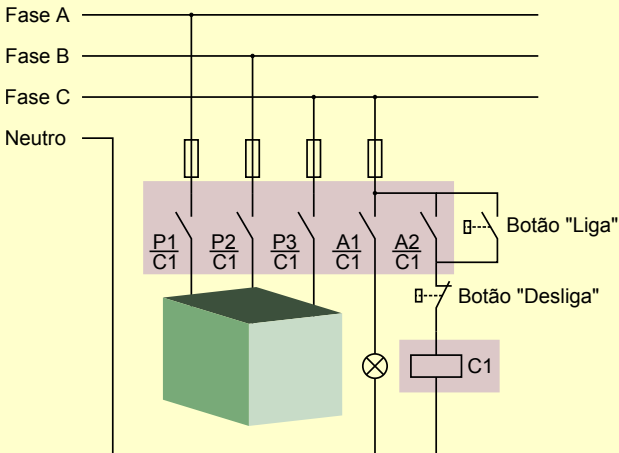 Fase A
Fase B
Fase C
Neutro
P1
C1
P2
C1
P3
C1
A1
C1
A2
C1
Botão "Liga"
Botão "Desliga"
C1